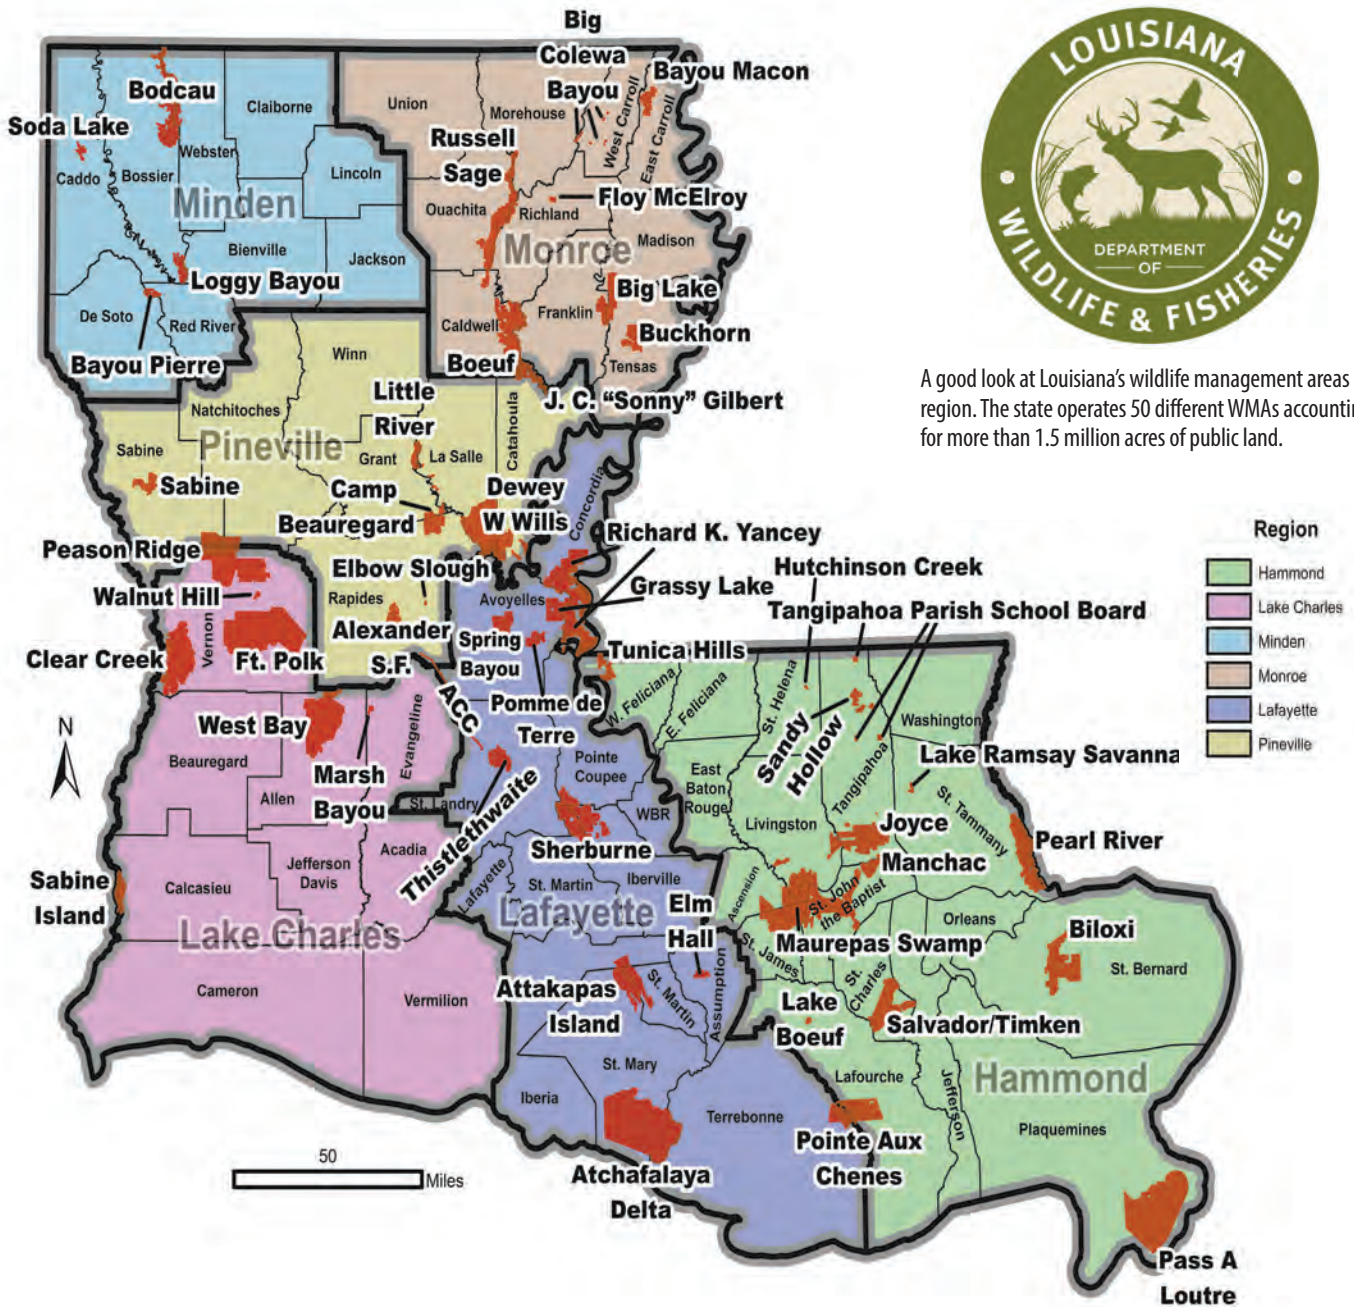 Big
Colewa
Bayou
Bayou Macon
Bodcau
Claiborne
Union
Morehouse
West Carroll
East Carroll
Soda Lake
Russell
Sage
Webster
Caddo
Bossier
Lincoln
Minden
Ouachita
Richland
Floy McElroy
Monroe
Madison
Bienville
Jackson
Loggy Bayou
Big Lake
De Soto
Red River
Caldwell
Franklin
Buckhorn
Bayou Pierre
Winn
Boeuf
Tensas
Little
River
J. C. “Sonny” Gilbert
Natchitoches
Catahoula
Pineville
Sabine
Grant
La Salle
Concordia
Sabine
Camp
Beauregard
Dewey
W Wills
Richard K. Yancey
Peason Ridge
Elbow Slough
Grassy Lake
Hutchinson Creek
Walnut Hill
Rapides
Avoyelles
Tangipahoa Parish School Board
Vernon
Alexander
S.F.
Spring
Bayou
Tunica Hills
Clear Creek
Ft. Polk
ACC
Pomme de
Terre
W. Feliciana
E. Feliciana
St. Helena
Washington
N
West Bay
Evangeline
Sandy
Hollow
Tangipahoa
Lake Ramsay Savanna
Beauregard
Marsh
Bayou
Allen
Pointe
Coupee
East
Baton
Rouge
St. Tammany
St. Landry
Thistlethwaite
WBR
Livingston
Joyce
Pearl River
Acadia
Sherburne
Manchac
Jefferson
Davis
Sabine
Island
Calcasieu
Lafayette
St. Martin
Iberville
Ascension
St. John
the Baptist
Lake Charles
Lafayette
Elm
Hall
Orleans
Maurepas Swamp
Biloxi
St. James
St. Bernard
Cameron
Vermilion
Attakapas
Island
St. Martin
Assumption
St.
Charles
Lake
Boeuf
Salvador/Timken
St. Mary
Lafourche
Jefferson
Hammond
Iberia
Terrebonne
Plaquemines
Pointe Aux
Chenes
50
Miles
Atchafalaya
Delta
Pass A
Loutre
LOUISIANA
DEPARTMENT
OF
WILDLIFE & FISHERIES
A good look at Louisiana’s wildlife management areas
region. The state operates 50 different WMAs accounti
for more than 1.5 million acres of public land.
Region
Hammond
Lake Charles
Minden
Monroe
Lafayette
Pineville